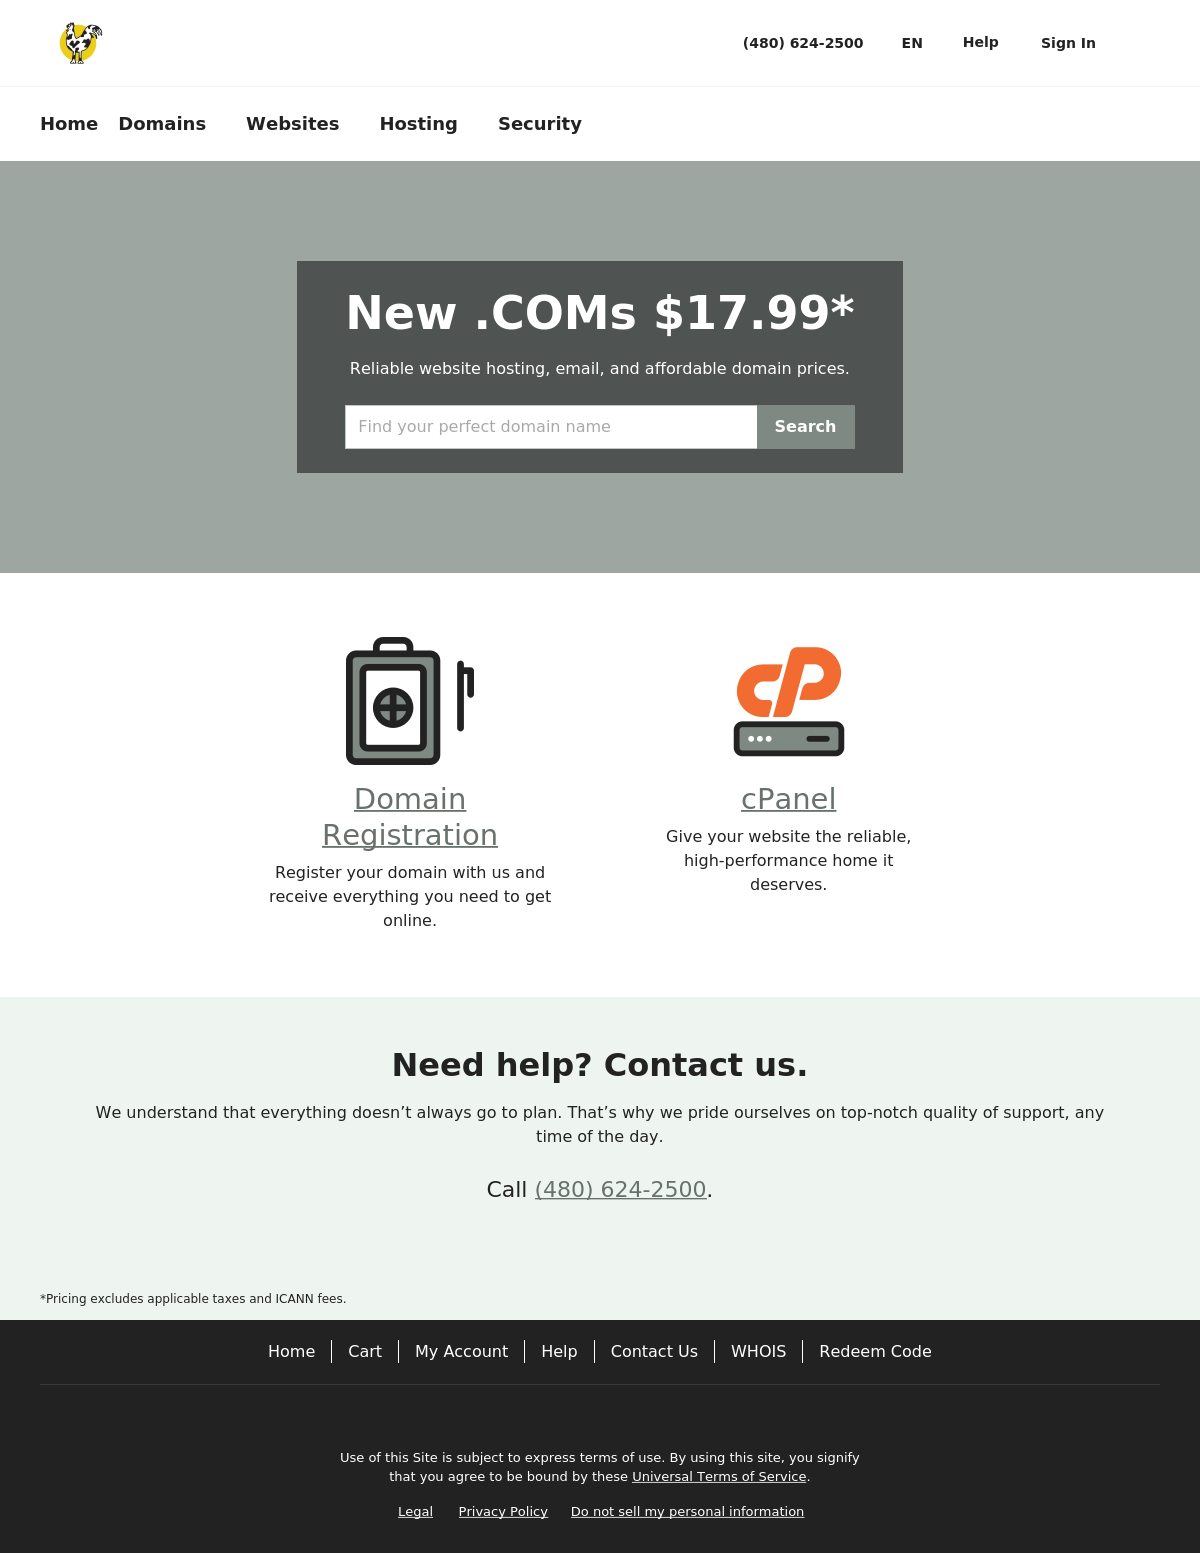 (480) 624-2500 EN Help Sign In
Home Domains Websites Hosting Security
New .COMs $17.99*
Reliable website hosting, email, and affordable domain prices.
Find your perfect domain name Search
cP
Domain
Registration
Register your domain with us and
receive everything you need to get
online.
cPanel
Give your website the reliable,
high-performance home it
deserves.
Need help? Contact us.
We understand that everything doesn’t always go to plan. That’s why we pride ourselves on top-notch quality of support, any
time of the day.
Call (480) 624-2500.
*Pricing excludes applicable taxes and ICANN fees.
Home Cart My Account Help Contact Us WHOIS Redeem Code
Use of this Site is subject to express terms of use. By using this site, you signify
that you agree to be bound by these Universal Terms of Service.
Legal Privacy Policy Do not sell my personal information